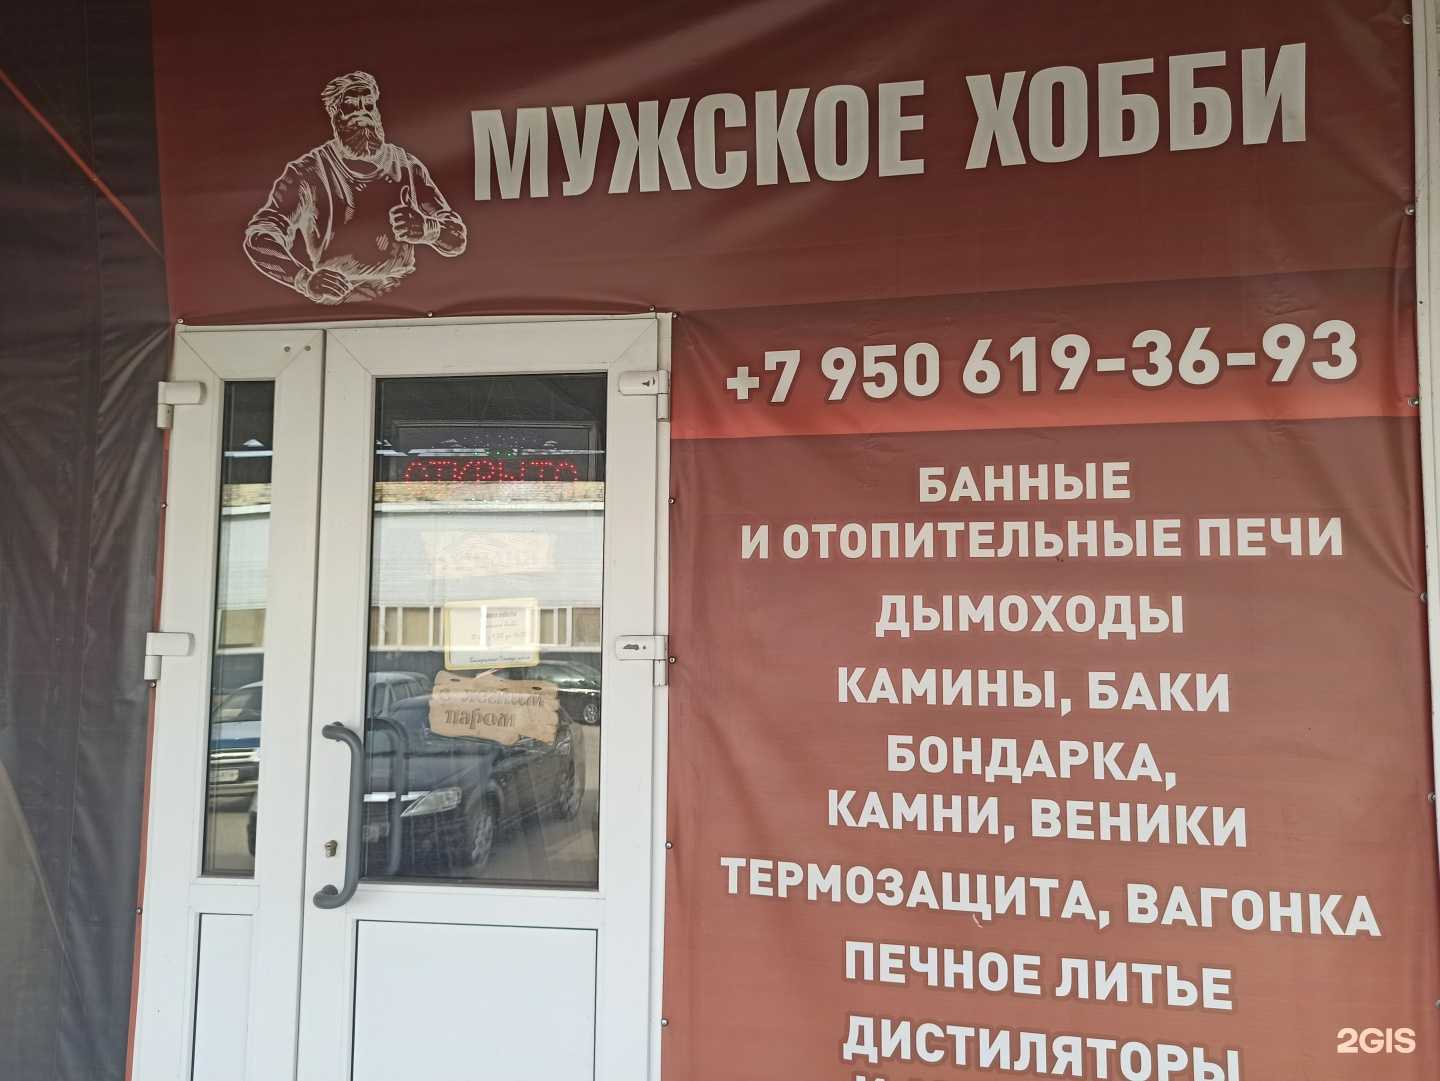 МУЖСКОЕ ХОББИ
+7 950 619-36-93
ОТКРЫТО
БАННЫЕ
И ОТОПИТЕЛЬНЫЕ ПЕЧИ
ДЫМОХОДЫ
КАМИНЫ, БАКИ
БОНДАРКА,
КАМНИ, ВЕНИКИ
ТЕРМОЗАЩИТА, ВАГОНКА
ПЕЧНОЕ ЛИТЬЕ
ДИСТИЛЯТОРЫ
с легким
паром
2GIS